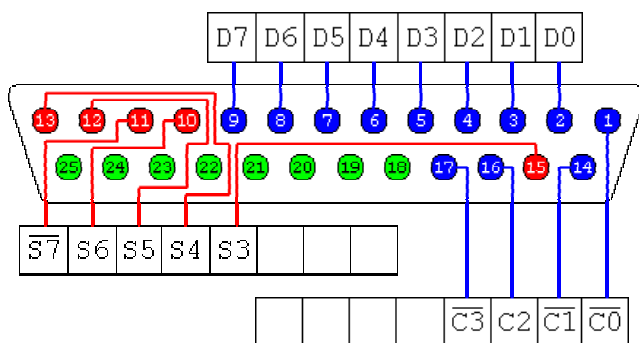 D7 D6 D5 D4 D3 D2 D1 D0
13 12 11 10 9 8 7 6 5 4 3 2 1
25 24 23 22 21 20 19 18 17 16 15 14
S̅7̅ S6 S5 S4 S3
C̅3̅ C2 C̅1̅ C̅0̅